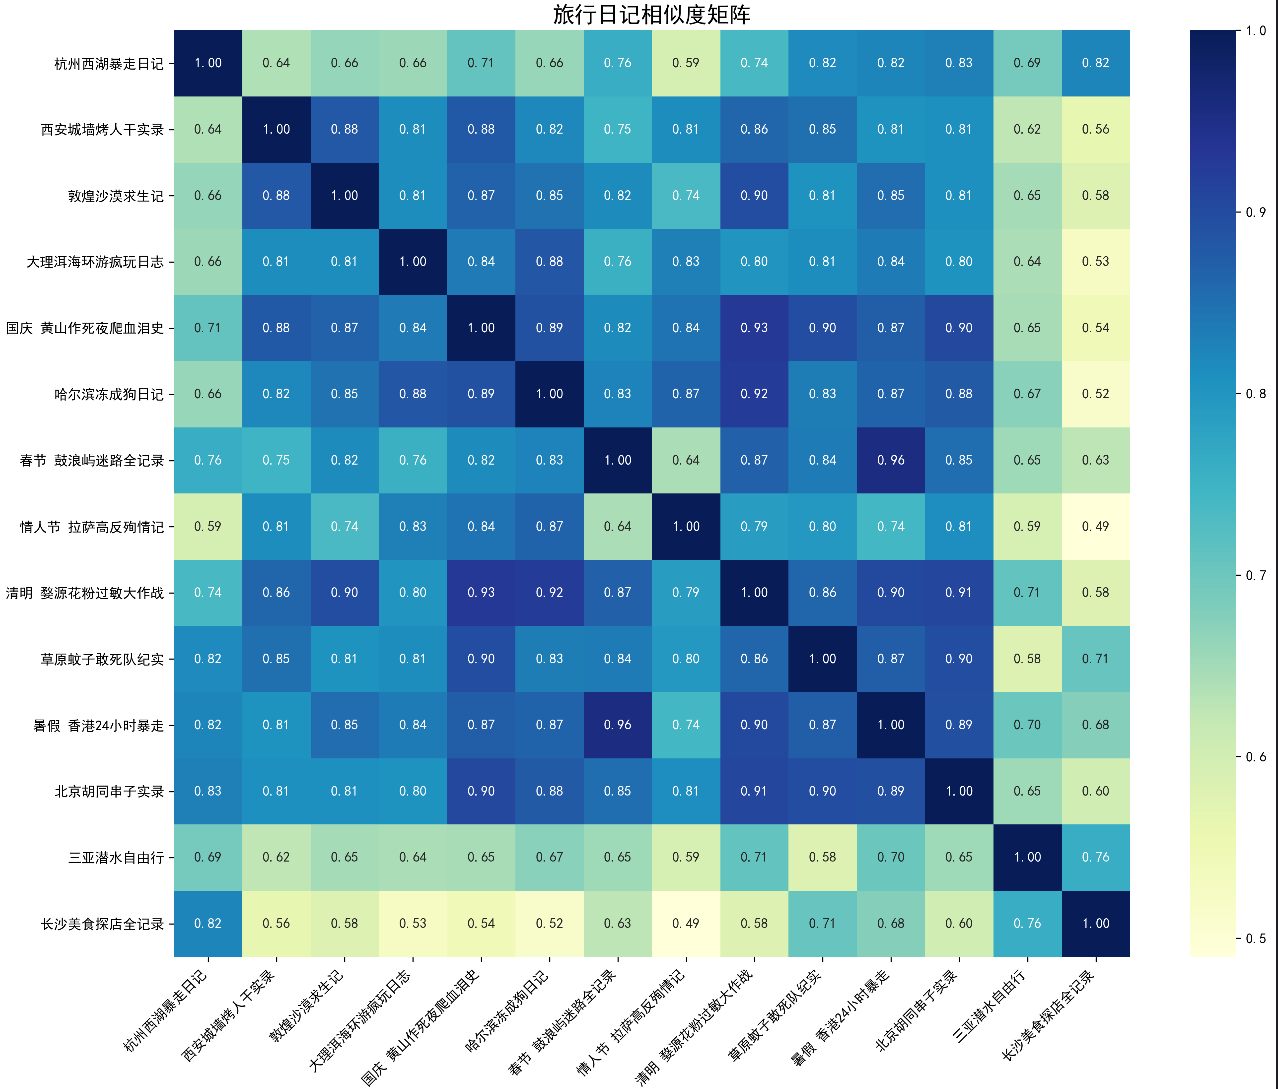 旅行日记相似度矩阵
杭州西湖暴走日记 1.00 0.64 0.66 0.66 0.71 0.66 0.76 0.59 0.74 0.82 0.82 0.83 0.69 0.82
西安城墙烤人干实录 0.64 1.00 0.88 0.81 0.88 0.82 0.75 0.81 0.86 0.85 0.81 0.81 0.62 0.56
敦煌沙漠求生记 0.66 0.88 1.00 0.81 0.87 0.85 0.82 0.74 0.90 0.81 0.85 0.81 0.65 0.58
大理洱海环游疯玩日志 0.66 0.81 0.81 1.00 0.84 0.88 0.76 0.83 0.80 0.81 0.84 0.80 0.64 0.53
国庆 黄山作死夜爬血泪史 0.71 0.88 0.87 0.84 1.00 0.89 0.82 0.84 0.93 0.90 0.87 0.90 0.65 0.54
哈尔滨冻成狗日记 0.66 0.82 0.85 0.88 0.89 1.00 0.83 0.87 0.92 0.83 0.87 0.88 0.67 0.52
春节 鼓浪屿迷路全记录 0.76 0.75 0.82 0.76 0.82 0.83 1.00 0.64 0.87 0.84 0.96 0.85 0.65 0.63
情人节 拉萨高反殉情记 0.59 0.81 0.74 0.83 0.84 0.87 0.64 1.00 0.79 0.80 0.74 0.81 0.59 0.49
清明 婺源花粉过敏大作战 0.74 0.86 0.90 0.80 0.93 0.92 0.87 0.79 1.00 0.86 0.90 0.91 0.71 0.58
草原蚊子敢死队纪实 0.82 0.85 0.81 0.81 0.90 0.83 0.84 0.80 0.86 1.00 0.87 0.90 0.58 0.71
暑假 香港24小时暴走 0.82 0.81 0.85 0.84 0.87 0.87 0.96 0.74 0.90 0.87 1.00 0.89 0.70 0.68
北京胡同串子实录 0.83 0.81 0.81 0.80 0.90 0.88 0.85 0.81 0.91 0.90 0.89 1.00 0.65 0.60
三亚潜水自由行 0.69 0.62 0.65 0.64 0.65 0.67 0.65 0.59 0.71 0.58 0.70 0.65 1.00 0.76
长沙美食探店全记录 0.82 0.56 0.58 0.53 0.54 0.52 0.63 0.49 0.58 0.71 0.68 0.60 0.76 1.00
杭州西湖暴走日记
西安城墙烤人干实录
敦煌沙漠求生记
大理洱海环游疯玩日志
国庆 黄山作死夜爬血泪史
哈尔滨冻成狗日记
春节 鼓浪屿迷路全记录
情人节 拉萨高反殉情记
清明 婺源花粉过敏大作战
草原蚊子敢死队纪实
暑假 香港24小时暴走
北京胡同串子实录
三亚潜水自由行
长沙美食探店全记录
1.0
0.9
0.8
0.7
0.6
0.5